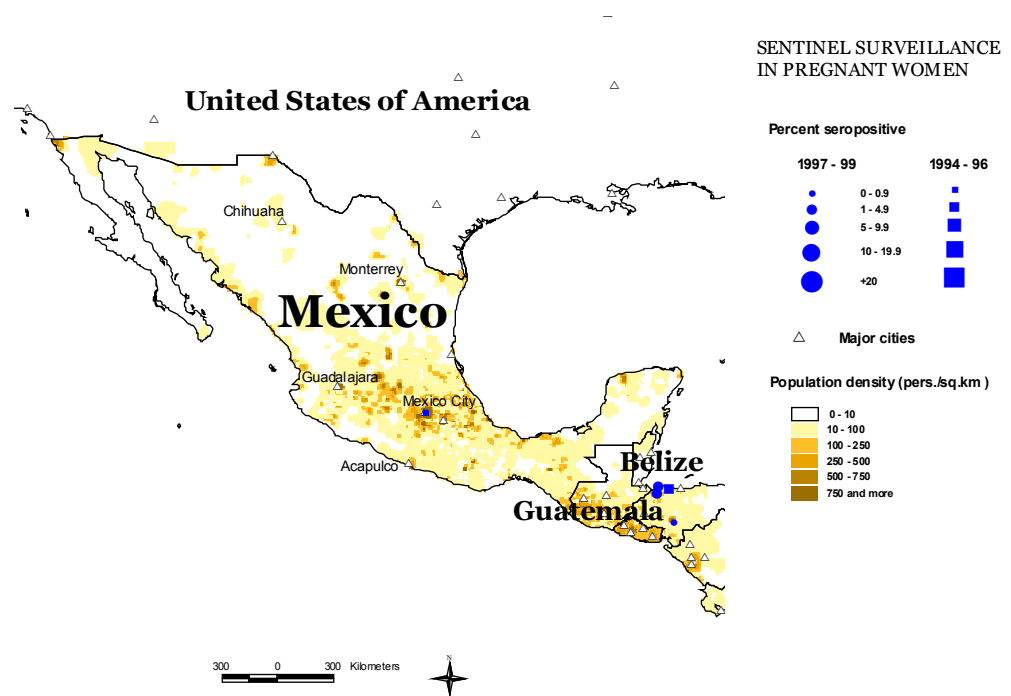 SENTINEL SURVEILLANCE
IN PREGNANT WOMEN
United States of America
Percent seropositive
1997 - 99
1994 - 96
0 - 0.9
1 - 4.9
5 - 9.9
10 - 19.9
+20
Chihuaha
Monterrey
Mexico
Major cities
Guadalajara
Mexico City
Population density (pers./sq.km )
0 - 10
10 - 100
100 - 250
250 - 500
500 - 750
750 and more
Acapulco
Belize
Guatemala
300 0 300 Kilometers
N